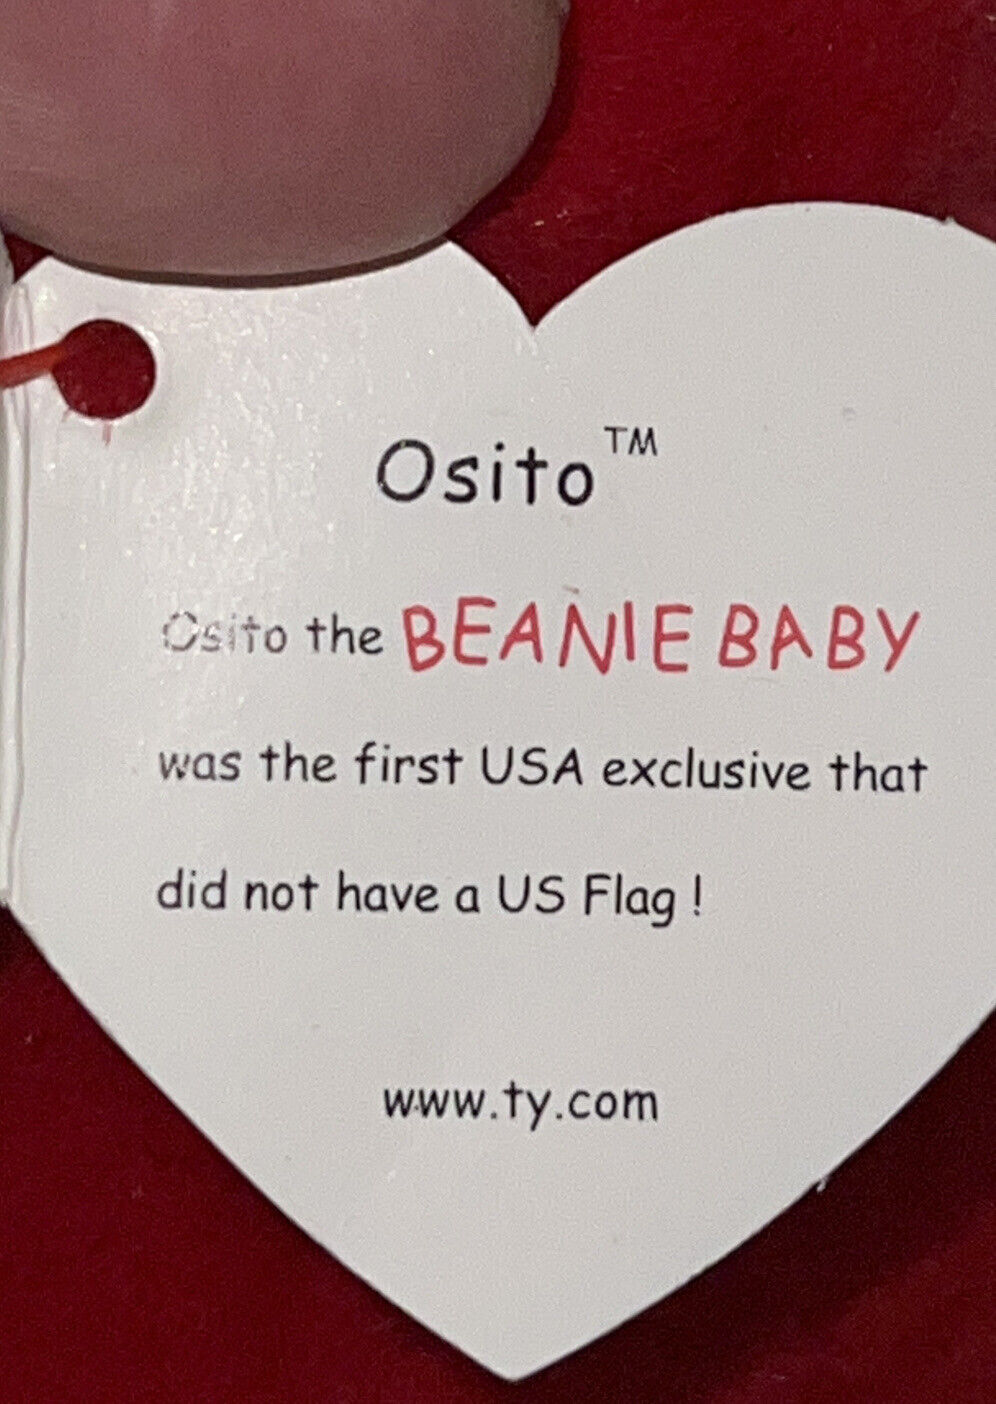 Osito™
Osito the BEANIE BABY
was the first USA exclusive that
did not have a US Flag !
www.ty.com